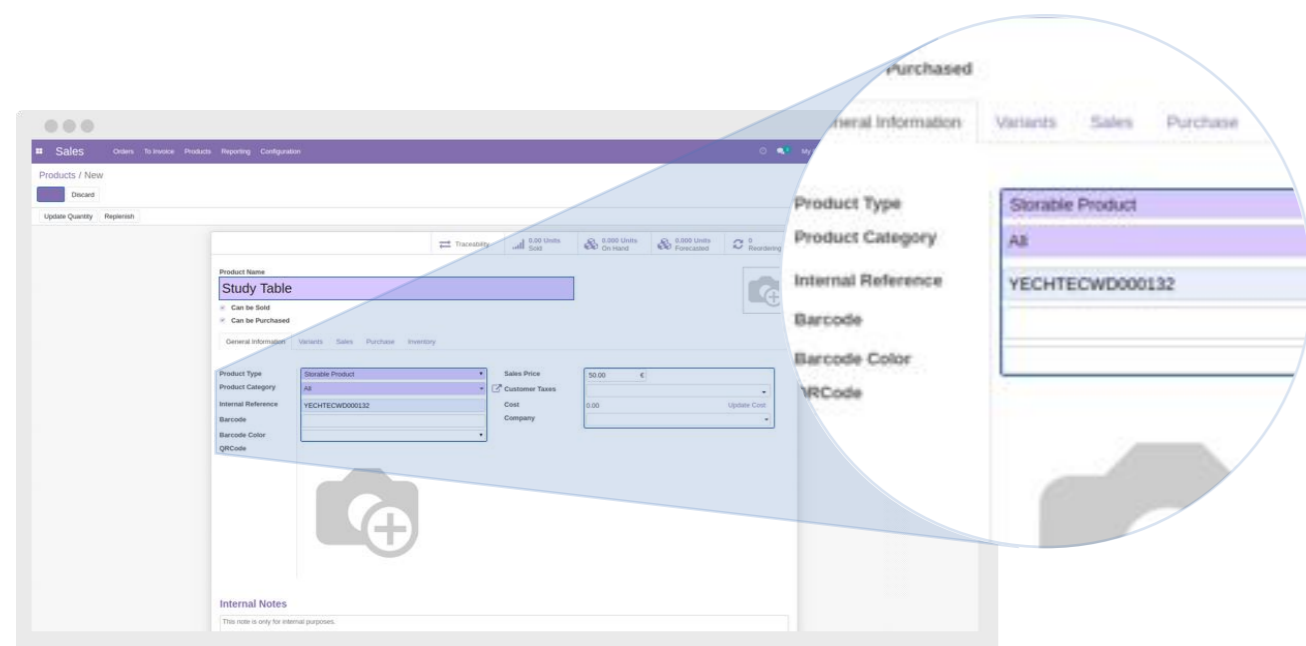 Sales Orders To Invoice Products Reporting Configuration My
Products / New
Discard
Update Quantity Replenish
Traceability 0.00 Units Sold 0.000 Units On Hand 0.000 Units Forecasted 0 Reordering
Product Name
Study Table
Can be Sold
Can be Purchased
General Information Variants Sales Purchase Inventory
Product Type Storable Product Sales Price 50.00 €
Product Category All Customer Taxes
Internal Reference YECHTECWD000132 Cost 0.00 Update Cost
Barcode Company
Barcode Color
QRCode
Internal Notes
This note is only for internal purposes.
Purchased
General Information Variants Sales Purchase
Product Type Storable Product
Product Category All
Internal Reference YECHTECWD000132
Barcode
Barcode Color
QRCode